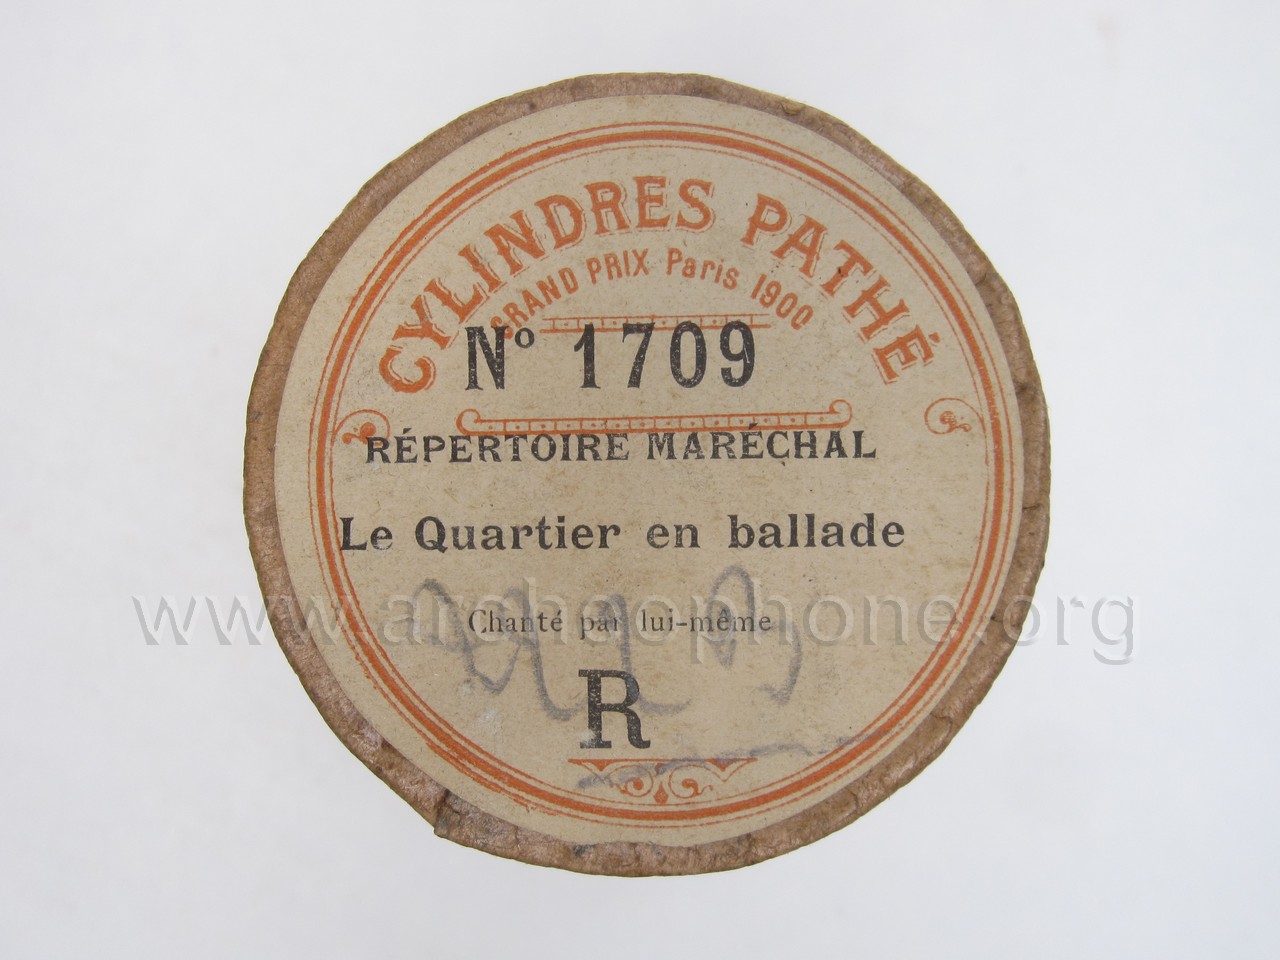 CYLINDRES PATHÉ
GRAND PRIX Paris 1900
Nº 1709
RÉPERTOIRE MARÉCHAL
Le Quartier en ballade
www.archeophone.org
Chanté par lui-même
R